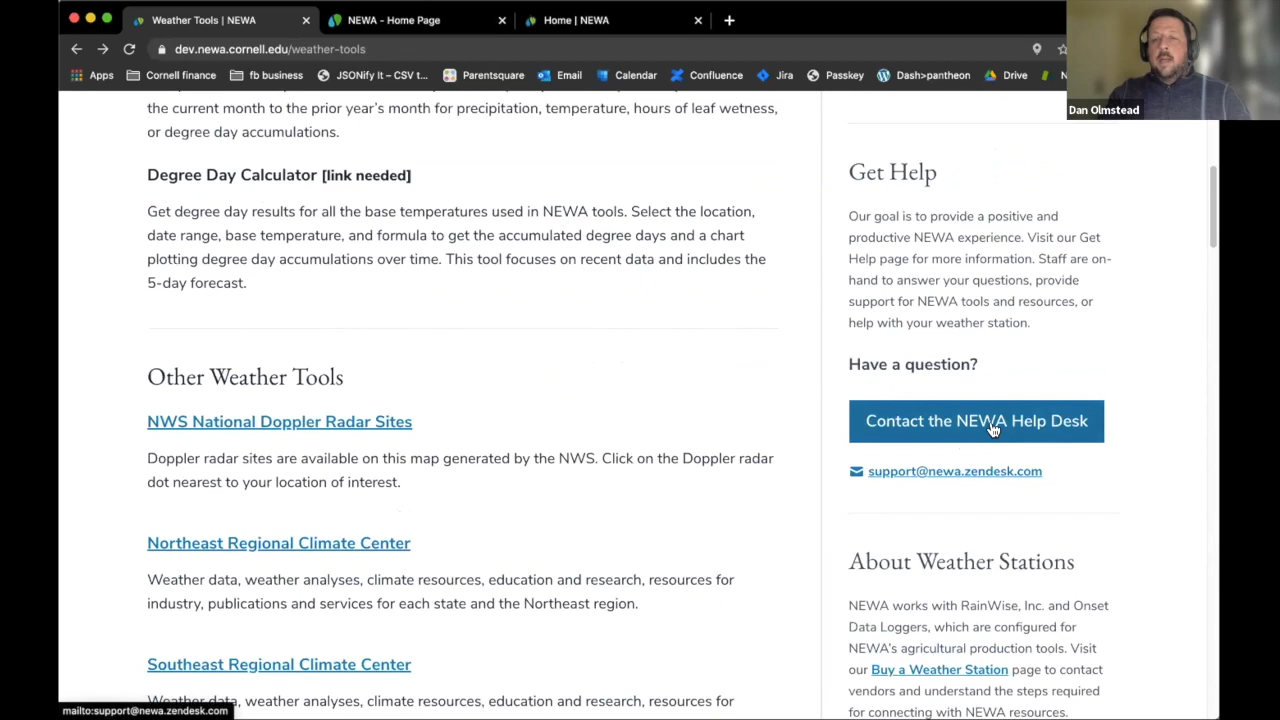 Weather Tools | NEWA
NEWA - Home Page
Home | NEWA
dev.newa.cornell.edu/weather-tools
Apps
Cornell finance
fb business
JSONify It – CSV t...
Parentsquare
Email
Calendar
Confluence
Jira
Passkey
Dash>pantheon
Drive
N
Dan Olmstead
the current month to the prior year's month for precipitation, temperature, hours of leaf wetness,
or degree day accumulations.
Degree Day Calculator [link needed]
Get degree day results for all the base temperatures used in NEWA tools. Select the location,
date range, base temperature, and formula to get the accumulated degree days and a chart
plotting degree day accumulations over time. This tool focuses on recent data and includes the
5-day forecast.
Other Weather Tools
NWS National Doppler Radar Sites
Doppler radar sites are available on this map generated by the NWS. Click on the Doppler radar
dot nearest to your location of interest.
Northeast Regional Climate Center
Weather data, weather analyses, climate resources, education and research, resources for
industry, publications and services for each state and the Northeast region.
Southeast Regional Climate Center
Weather data, weather analyses, climate resources, education and research, resources for
mailto:support@newa.zendesk.com
Get Help
Our goal is to provide a positive and
productive NEWA experience. Visit our Get
Help page for more information. Staff are on-
hand to answer your questions, provide
support for NEWA tools and resources, or
help with your weather station.
Have a question?
Contact the NEWA Help Desk
support@newa.zendesk.com
About Weather Stations
NEWA works with RainWise, Inc. and Onset
Data Loggers, which are configured for
NEWA's agricultural production tools. Visit
our Buy a Weather Station page to contact
vendors and understand the steps required
for connecting with NEWA resources.